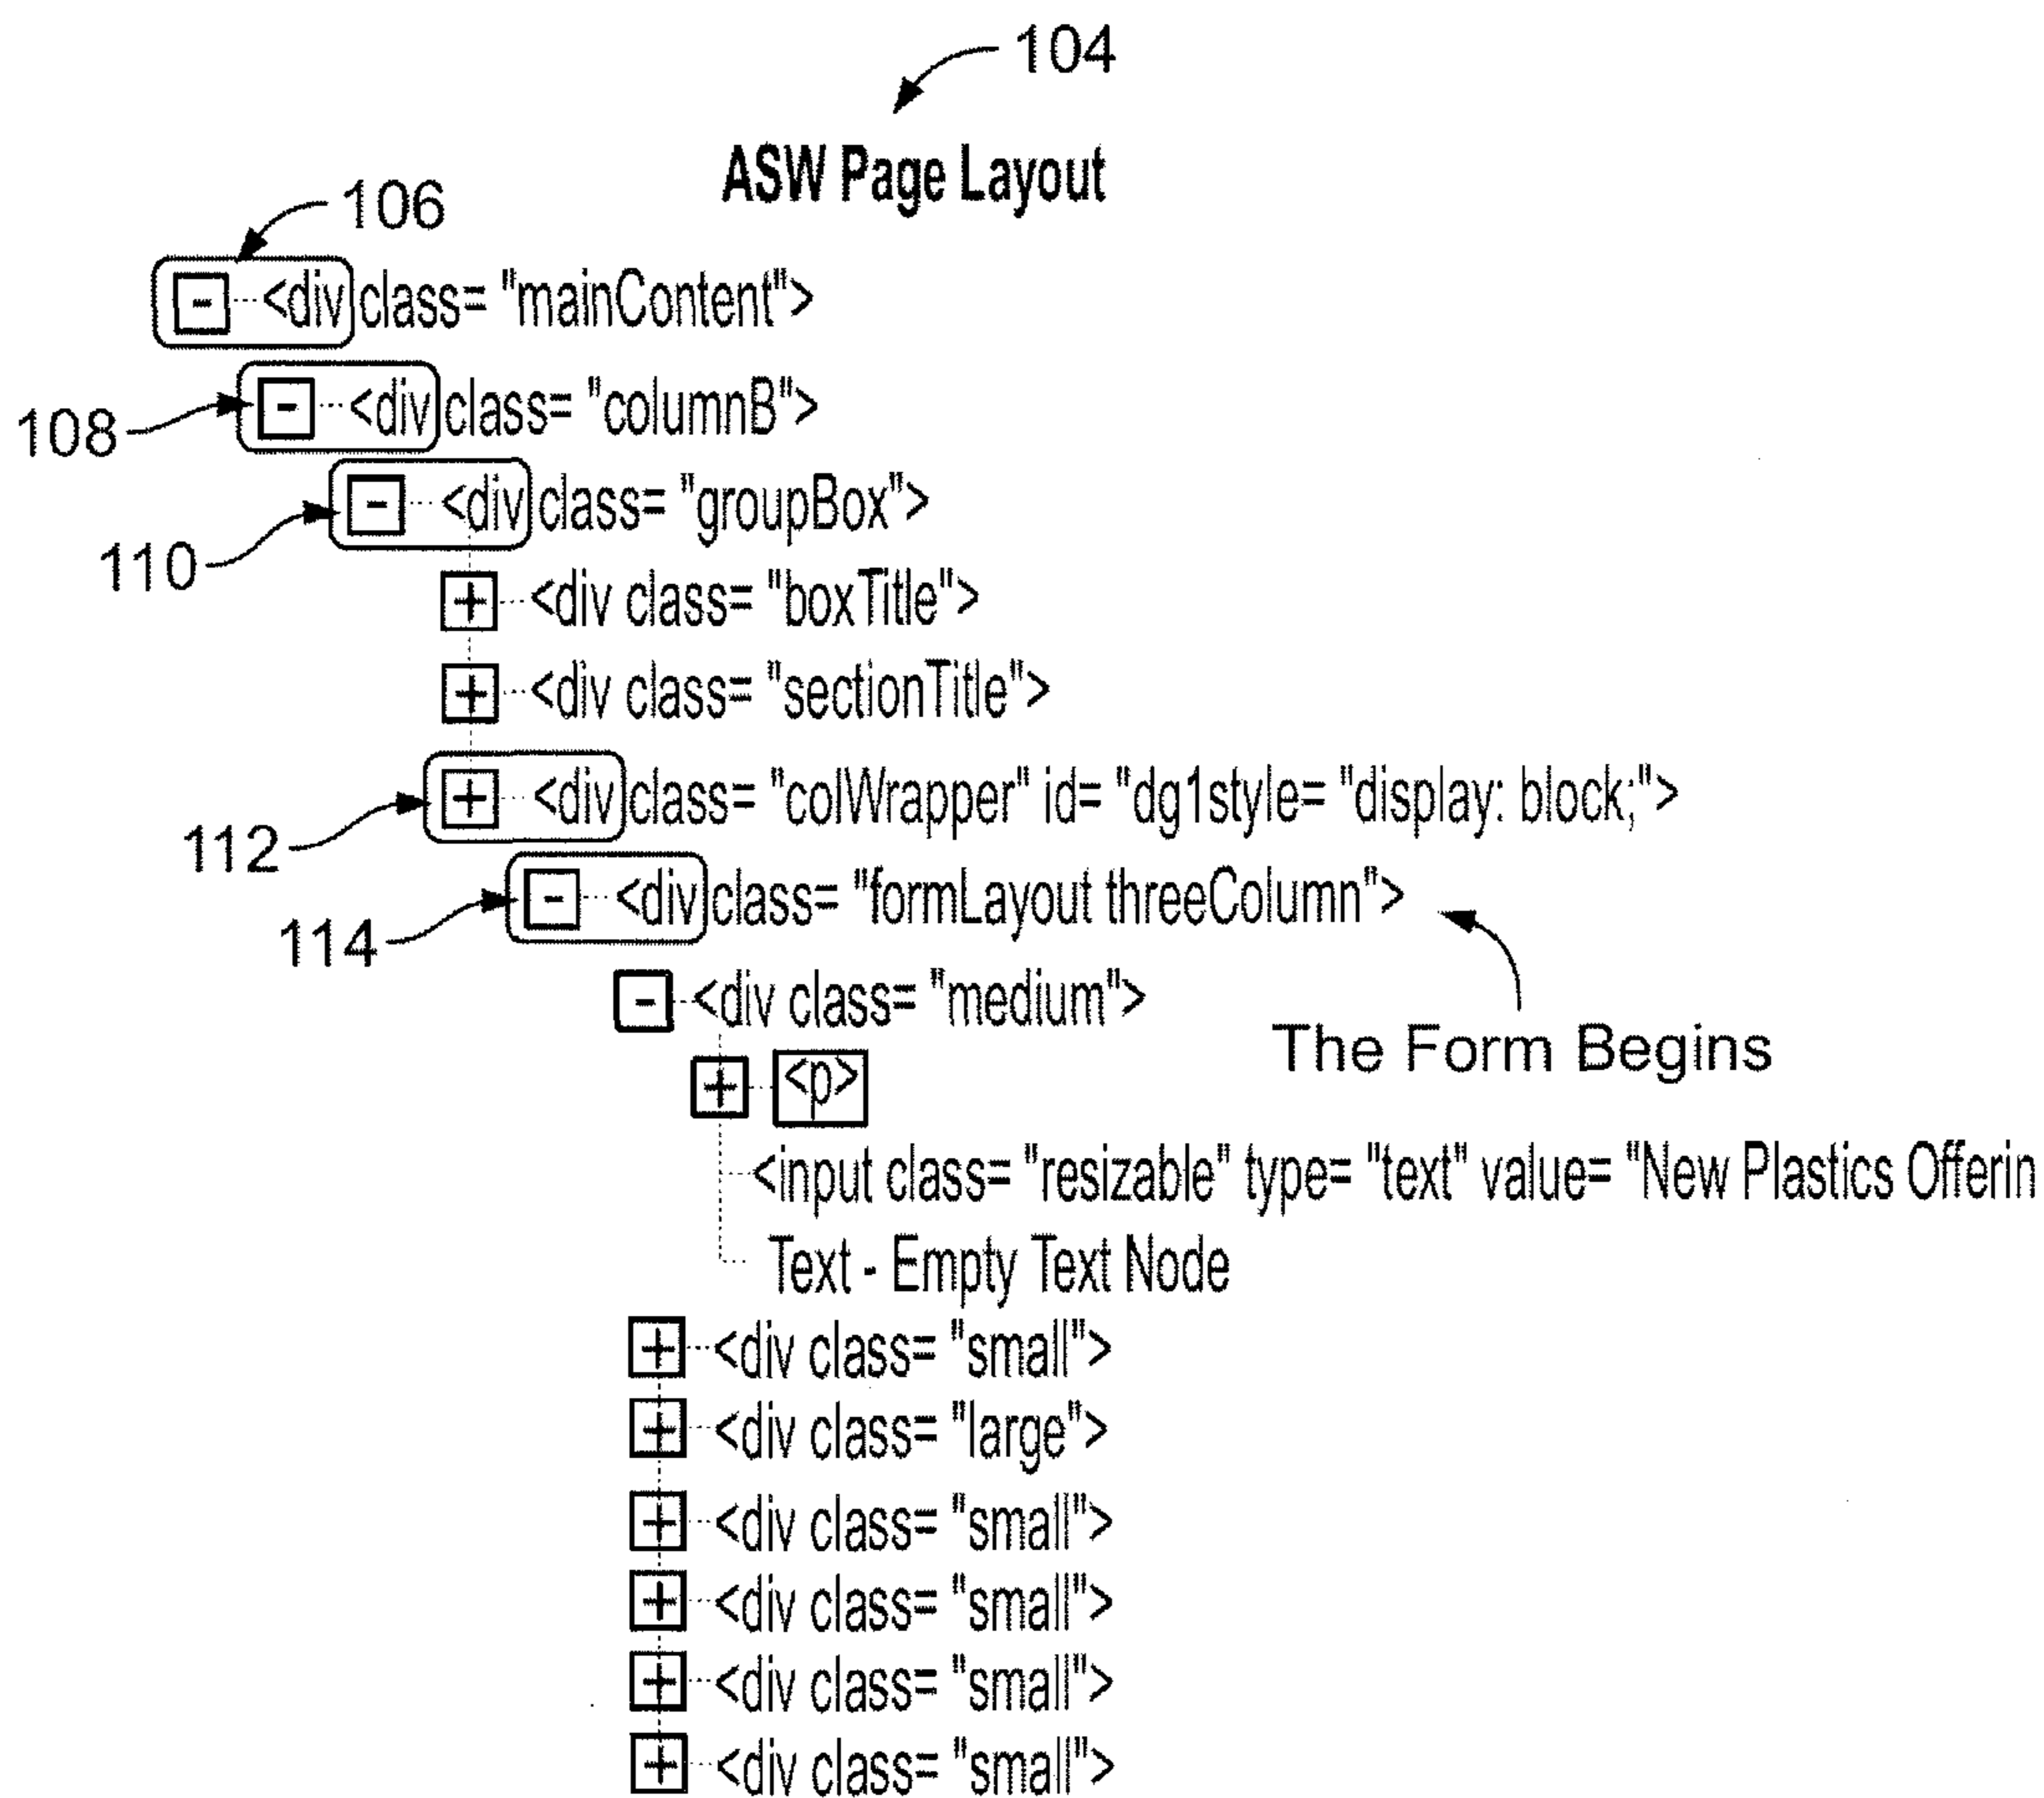 104
ASW Page Layout
106
- <div class= "mainContent">
108 - <div class= "columnB">
- <div class= "groupBox">
110
+ <div class= "boxTitle">
+ <div class= "sectionTitle">
+ <div class= "colWrapper" id= "dg1style= "display: block;">
112
- <div class= "formLayout threeColumn">
114
- <div class= "medium">
The Form Begins
+ <p>
<input class= "resizable" type= "text" value= "New Plastics Offerin
Text - Empty Text Node
+ <div class= "small">
+ <div class= "large">
+ <div class= "small">
+ <div class= "small">
+ <div class= "small">
+ <div class= "small">